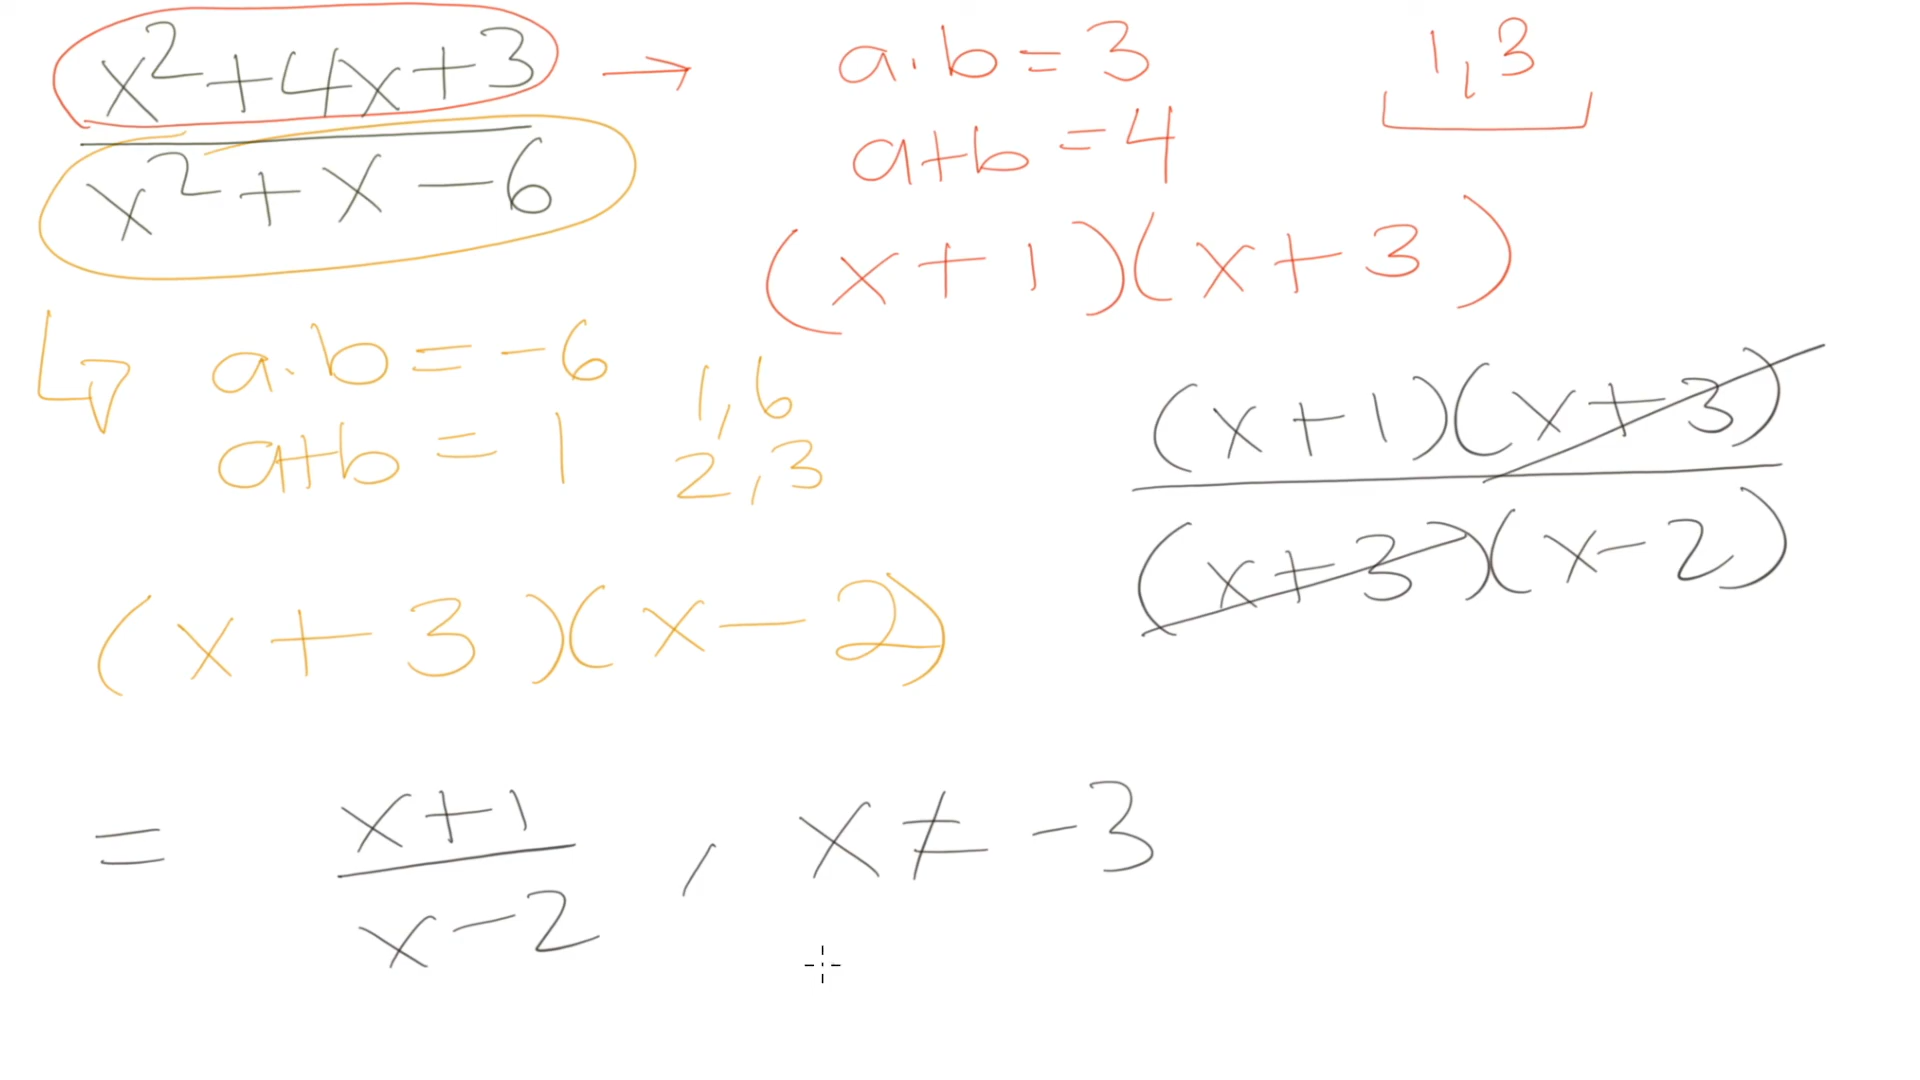 x²+4x+3
x²+x-6
→
a·b=3
a+b=4
1,3
(x+1)(x+3)
a·b=-6
a+b=1
1,6
2,3
(x+3)(x-2)
(x+1)(x+3)
(x+3)(x-2)
= x+1
x-2
, x≠-3